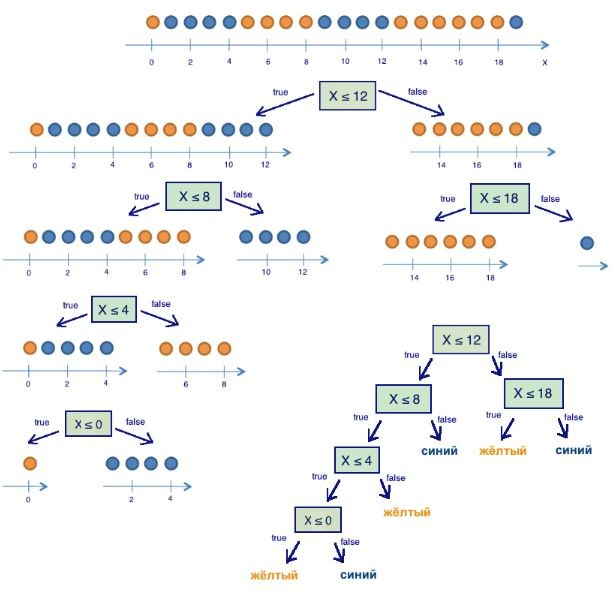 0 2 4 6 8 10 12 14 16 18 X
true X ≤ 12 false
0 2 4 6 8 10 12
14 16 18
true X ≤ 8 false
true X ≤ 18 false
0 2 4 6 8
10 12
14 16 18
true X ≤ 4 false
0 2 4
6 8
true X ≤ 0 false
0
2 4
X ≤ 12
true false
X ≤ 8
X ≤ 18
true false
true false
синий
жёлтый
синий
X ≤ 4
true false
жёлтый
X ≤ 0
true false
жёлтый
синий